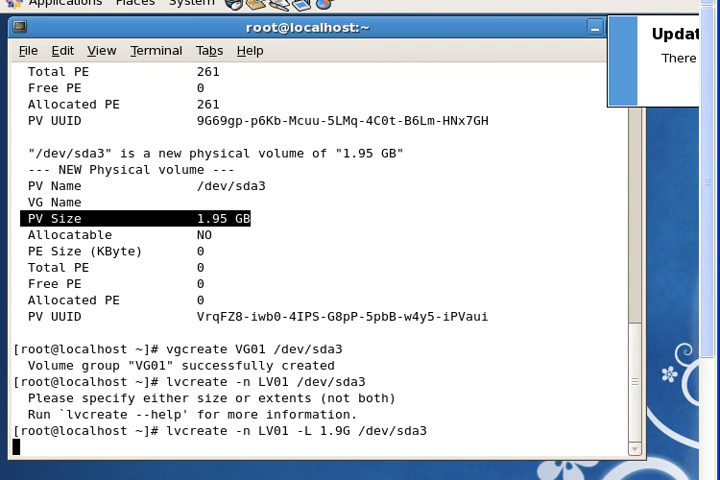 Applications Places System
root@localhost:~
File Edit View Terminal Tabs Help
Total PE 261
Free PE 0
Allocated PE 261
PV UUID 9G69gp-p6Kb-Mcuu-5LMq-4C0t-B6Lm-HNx7GH
"/dev/sda3" is a new physical volume of "1.95 GB"
--- NEW Physical volume ---
PV Name /dev/sda3
VG Name
PV Size 1.95 GB
Allocatable NO
PE Size (KByte) 0
Total PE 0
Free PE 0
Allocated PE 0
PV UUID VrqFZ8-iwb0-4IPS-G8pP-5pbB-w4y5-iPVaui
[root@localhost ~]# vgcreate VG01 /dev/sda3
Volume group "VG01" successfully created
[root@localhost ~]# lvcreate -n LV01 /dev/sda3
Please specify either size or extents (not both)
Run `lvcreate --help' for more information.
[root@localhost ~]# lvcreate -n LV01 -L 1.9G /dev/sda3
Updat
There